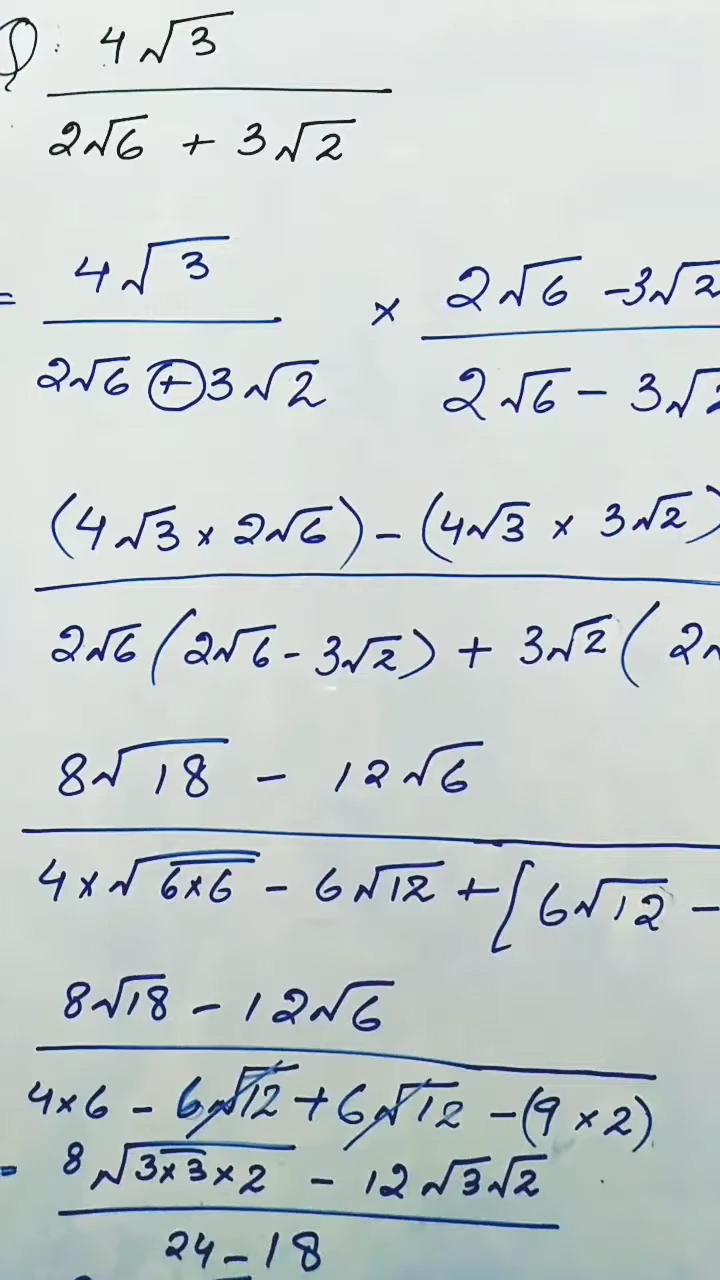 Q. 4√3
2√6 + 3√2
= 4√3 × 2√6 - 3√2
2√6 + 3√2 2√6 - 3√2
(4√3 × 2√6) - (4√3 × 3√2)
2√6 (2√6 - 3√2) + 3√2 ( 2√
8√18 - 12√6
4×√6×6 - 6√12 + [6√12 -
8√18 - 12√6
4×6 - 6√12 + 6√12 - (9 × 2)
= 8√3×3×2 - 12√3√2
24 - 18